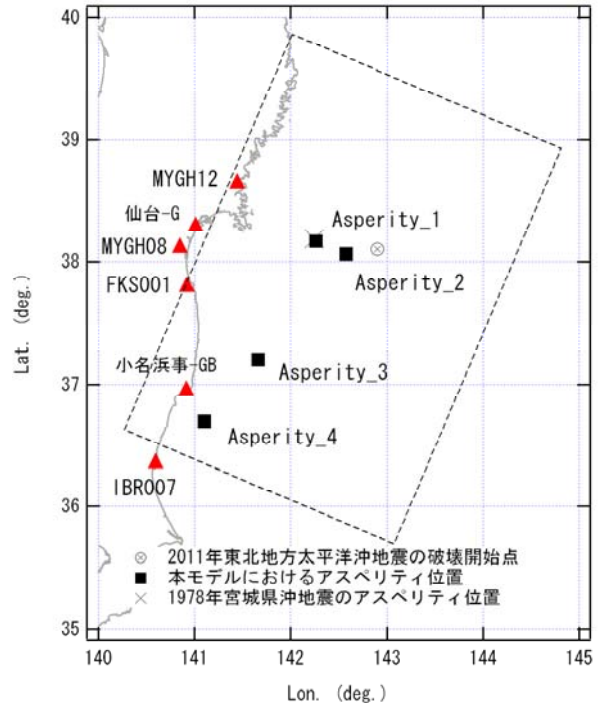 40
39
38
37
36
35
Lat. (deg.)
MYGH12
仙台-G
MYGH08
FKS001
小名浜事-GB
IBR007
Asperity_1
Asperity_2
Asperity_3
Asperity_4
2011年東北地方太平洋沖地震の破壊開始点
本モデルにおけるアスペリティ位置
1978年宮城県沖地震のアスペリティ位置
140 141 142 143 144 145
Lon. (deg.)